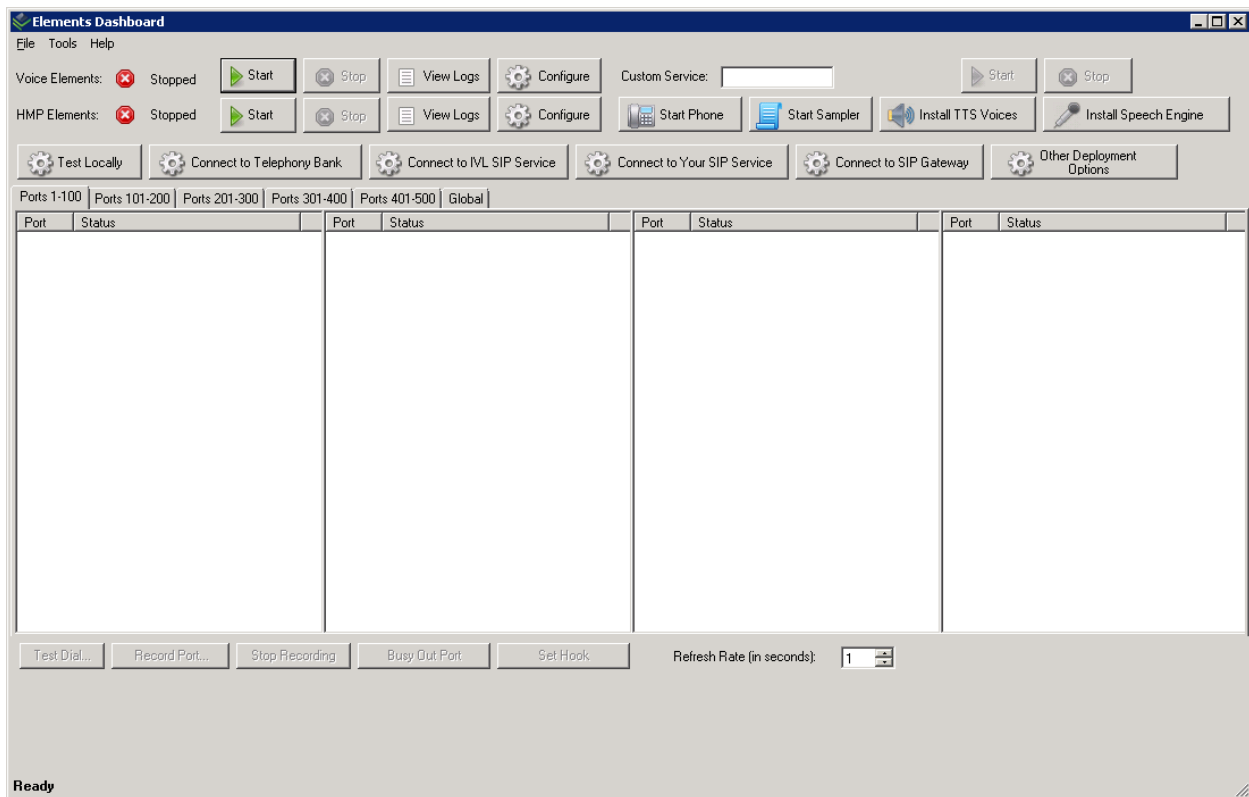 Elements Dashboard
File Tools Help
Voice Elements: Stopped Start Stop View Logs Configure Custom Service: Start Stop
HMP Elements: Stopped Start Stop View Logs Configure Start Phone Start Sampler Install TTS Voices Install Speech Engine
Test Locally Connect to Telephony Bank Connect to IVL SIP Service Connect to Your SIP Service Connect to SIP Gateway Other Deployment
Options
Ports 1-100 Ports 101-200 Ports 201-300 Ports 301-400 Ports 401-500 Global
Port Status Port Status Port Status Port Status
Test Dial... Record Port... Stop Recording Busy Out Port Set Hook Refresh Rate (in seconds): 1
Ready